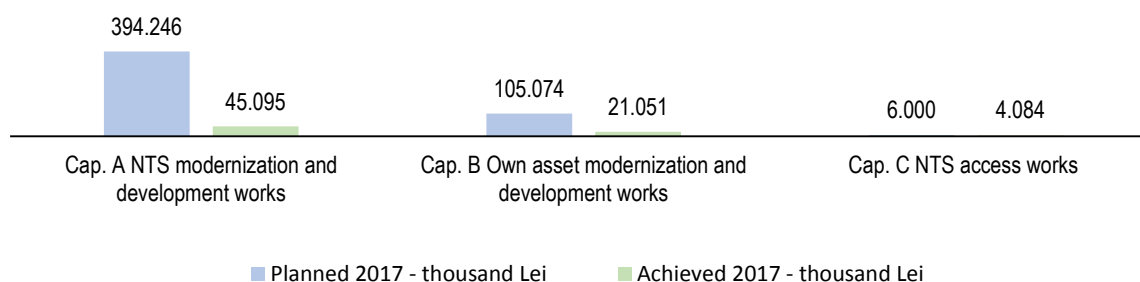 394.246
45.095
105.074
21.051
6.000
4.084
Cap. A NTS modernization and
development works
Cap. B Own asset modernization and
development works
Cap. C NTS access works
Planned 2017 - thousand Lei
Achieved 2017 - thousand Lei